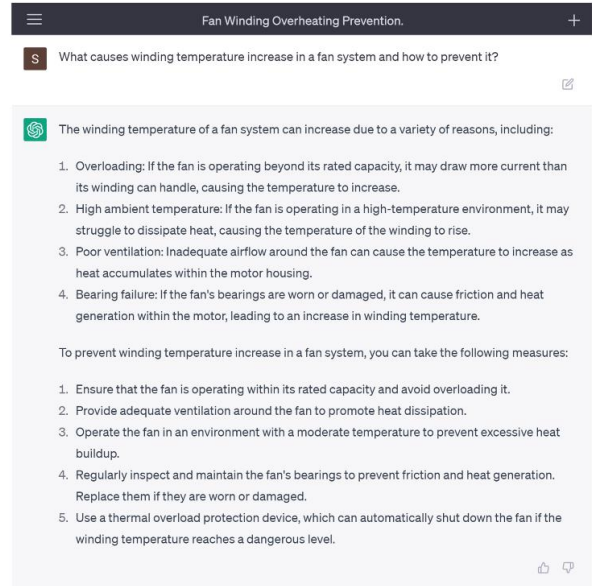 Fan Winding Overheating Prevention.
S
What causes winding temperature increase in a fan system and how to prevent it?
The winding temperature of a fan system can increase due to a variety of reasons, including:
1. Overloading: If the fan is operating beyond its rated capacity, it may draw more current than
its winding can handle, causing the temperature to increase.
2. High ambient temperature: If the fan is operating in a high-temperature environment, it may
struggle to dissipate heat, causing the temperature of the winding to rise.
3. Poor ventilation: Inadequate airflow around the fan can cause the temperature to increase as
heat accumulates within the motor housing.
4. Bearing failure: If the fan's bearings are worn or damaged, it can cause friction and heat
generation within the motor, leading to an increase in winding temperature.
To prevent winding temperature increase in a fan system, you can take the following measures:
1. Ensure that the fan is operating within its rated capacity and avoid overloading it.
2. Provide adequate ventilation around the fan to promote heat dissipation.
3. Operate the fan in an environment with a moderate temperature to prevent excessive heat
buildup.
4. Regularly inspect and maintain the fan's bearings to prevent friction and heat generation.
Replace them if they are worn or damaged.
5. Use a thermal overload protection device, which can automatically shut down the fan if the
winding temperature reaches a dangerous level.